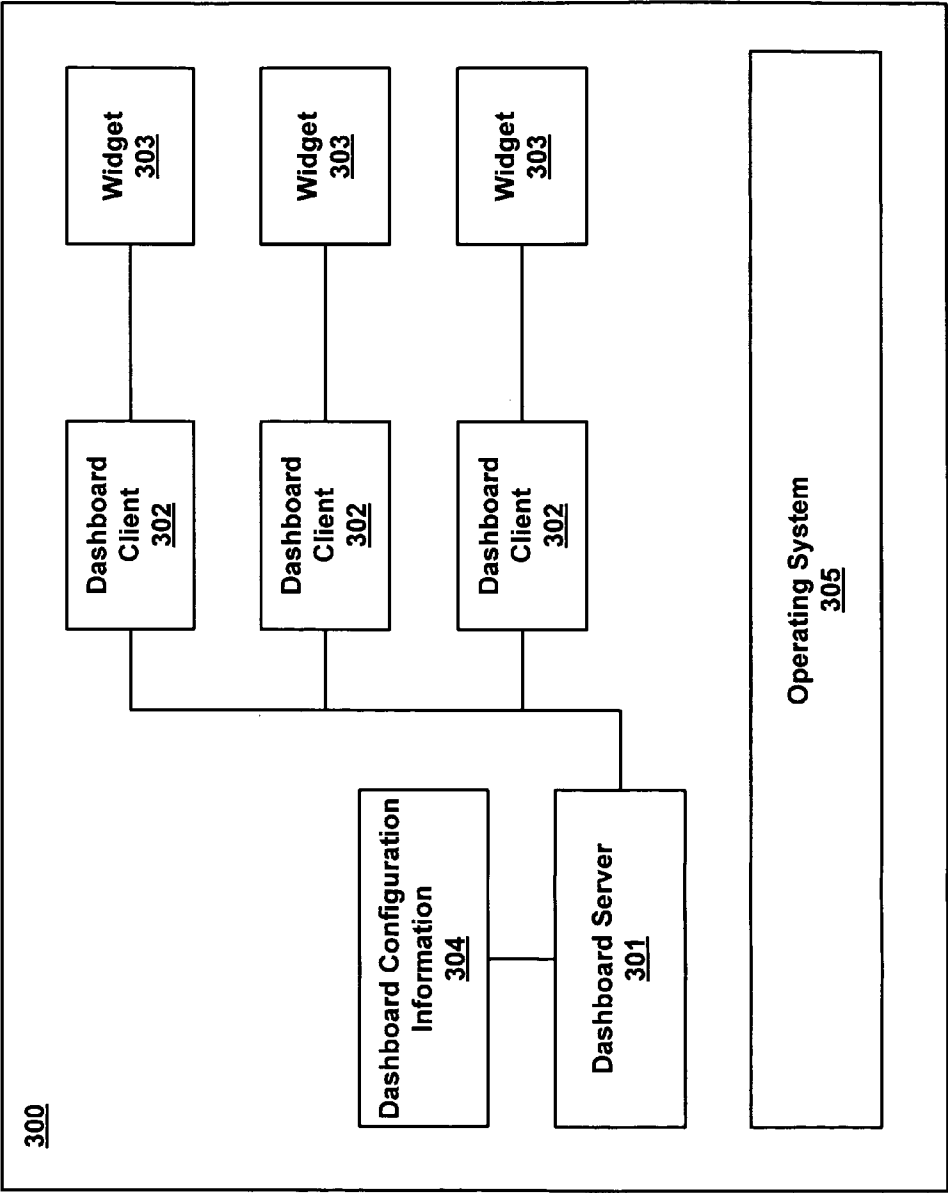 300
Dashboard Configuration
Information
304
Dashboard Server
301
Dashboard
Client
302
Dashboard
Client
302
Dashboard
Client
302
Widget
303
Widget
303
Widget
303
Operating System
305